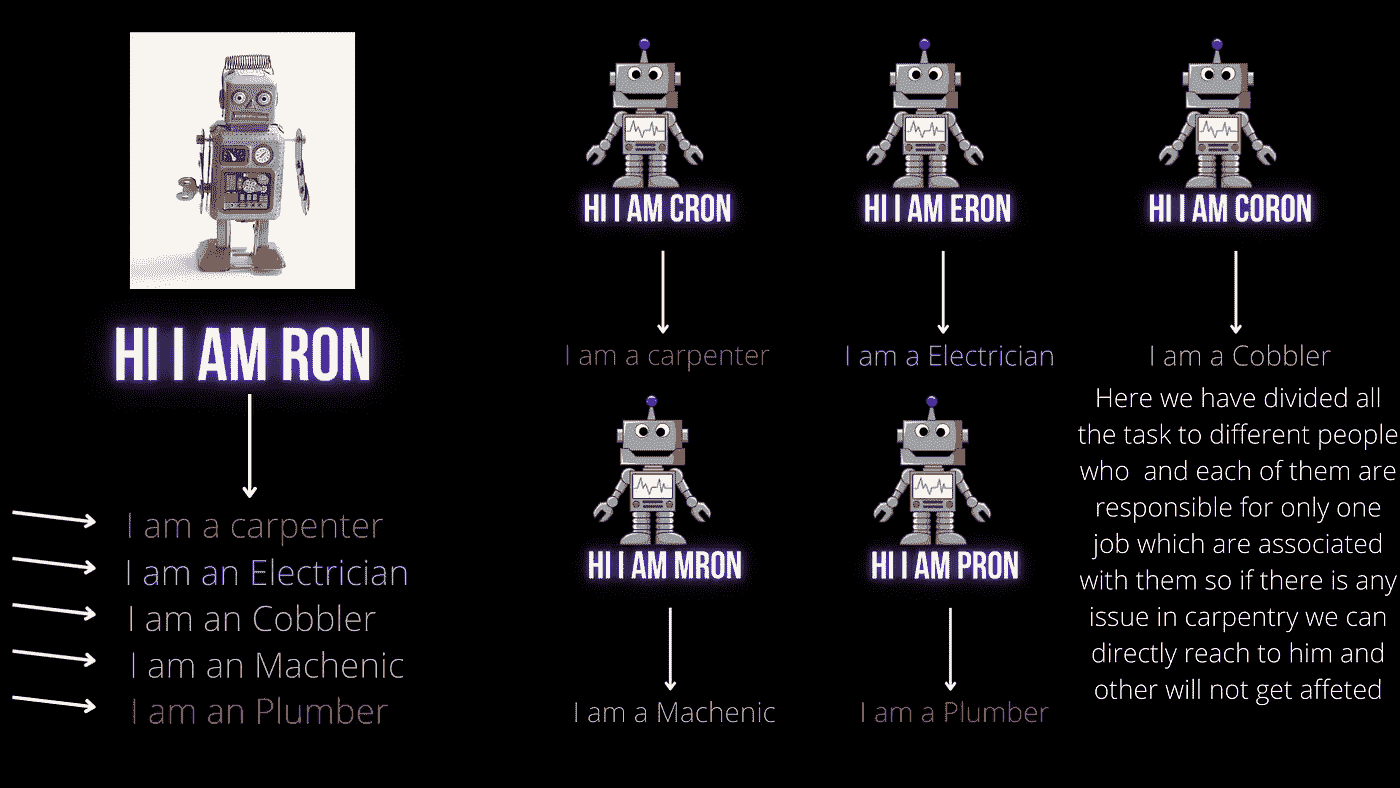 HI I AM RON
I am a carpenter
I am an Electrician
I am an Cobbler
I am an Machenic
I am an Plumber
HI I AM CRON
I am a carpenter
HI I AM ERON
I am a Electrician
HI I AM CORON
I am a Cobbler
HI I AM MRON
I am a Machenic
HI I AM PRON
I am a Plumber
Here we have divided all
the task to different people
who and each of them are
responsible for only one
job which are associated
with them so if there is any
issue in carpentry we can
directly reach to him and
other will not get affeted